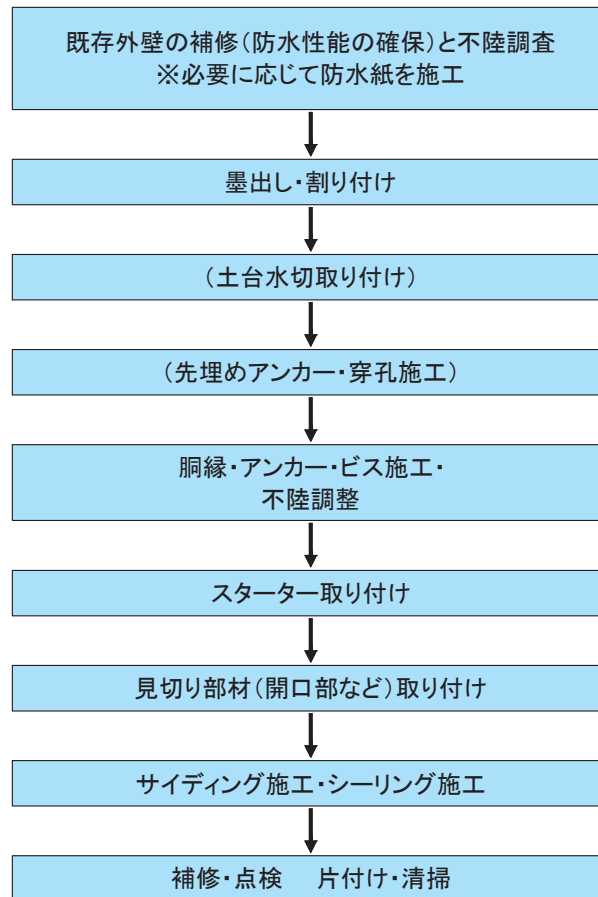 既存外壁の補修(防水性能の確保)と不陸調査
※必要に応じて防水紙を施工
墨出し・割り付け
(土台水切取り付け)
(先埋めアンカー・穿孔施工)
胴縁・アンカー・ビス施工・
不陸調整
スターター取り付け
見切り部材(開口部など)取り付け
サイディング施工・シーリング施工
補修・点検　片付け・清掃